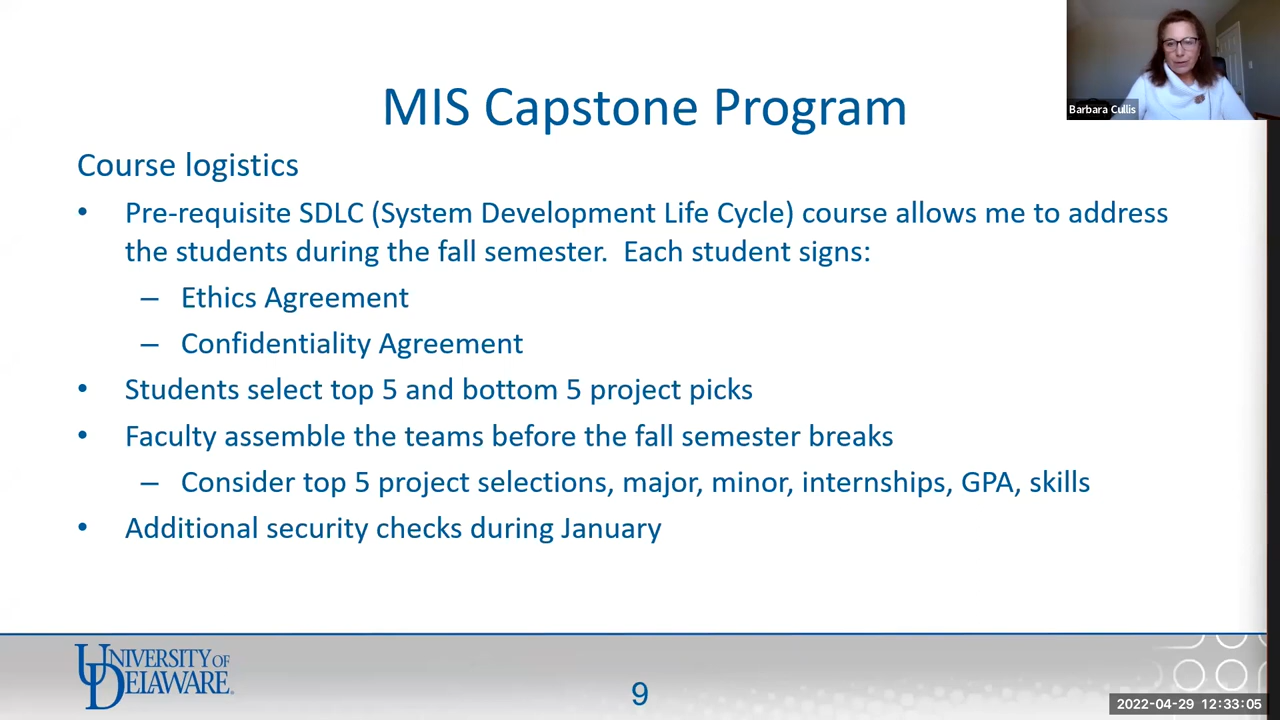 Barbara Cullis
MIS Capstone Program
Course logistics
• Pre-requisite SDLC (System Development Life Cycle) course allows me to address
the students during the fall semester.  Each student signs:
– Ethics Agreement
– Confidentiality Agreement
• Students select top 5 and bottom 5 project picks
• Faculty assemble the teams before the fall semester breaks
– Consider top 5 project selections, major, minor, internships, GPA, skills
• Additional security checks during January
UNIVERSITY OF
DELAWARE
9
2022-04-29 12:33:05